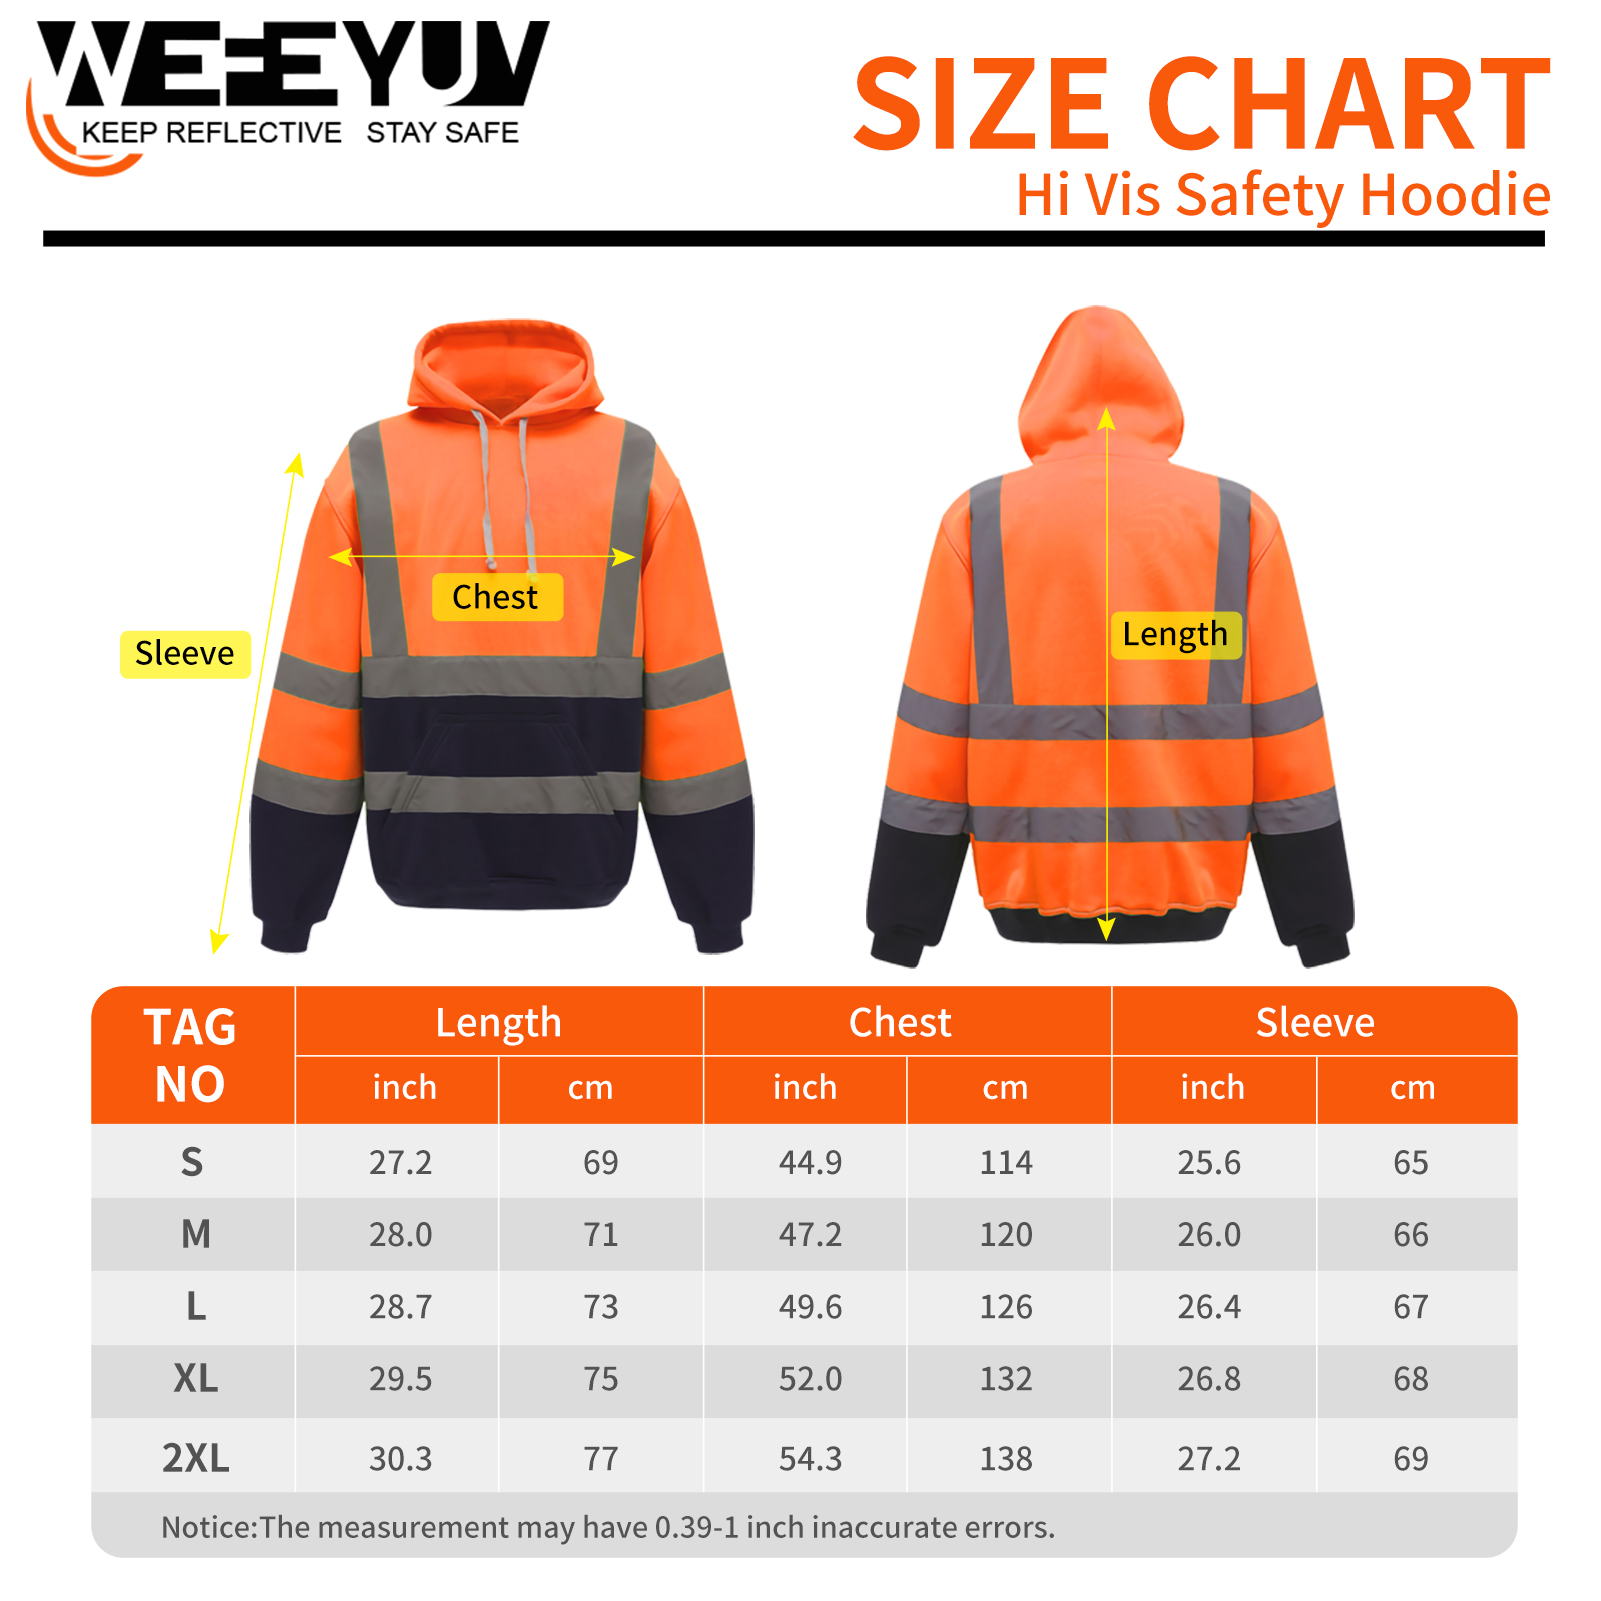 WEFEYUV
KEEP REFLECTIVE STAY SAFE
SIZE CHART
Hi Vis Safety Hoodie
Sleeve
Chest
Length
TAG NO Length Chest Sleeve
inch cm inch cm inch cm
S 27.2 69 44.9 114 25.6 65
M 28.0 71 47.2 120 26.0 66
L 28.7 73 49.6 126 26.4 67
XL 29.5 75 52.0 132 26.8 68
2XL 30.3 77 54.3 138 27.2 69
Notice:The measurement may have 0.39-1 inch inaccurate errors.